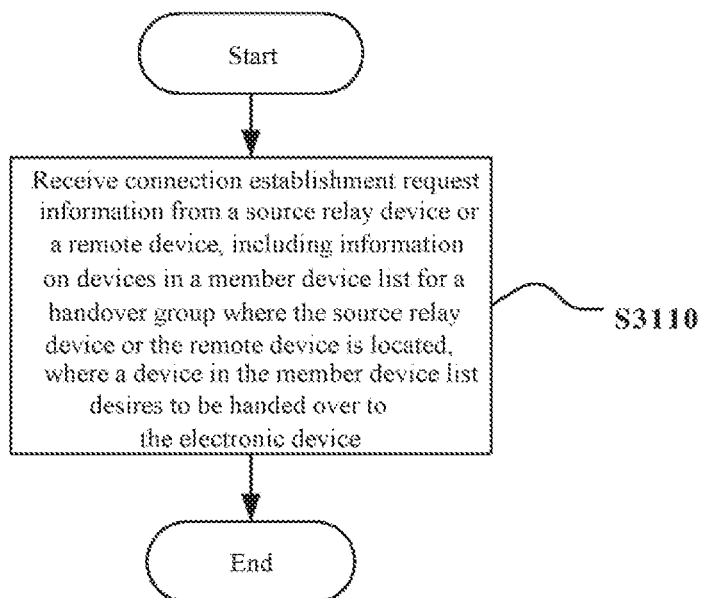 Start
Receive connection establishment request
information from a source relay device or
a remote device, including information
on devices in a member device list for a
handover group where the source relay
device or the remote device is located,
where a device in the member device list
desires to be handed over to
the electronic device
S3110
End